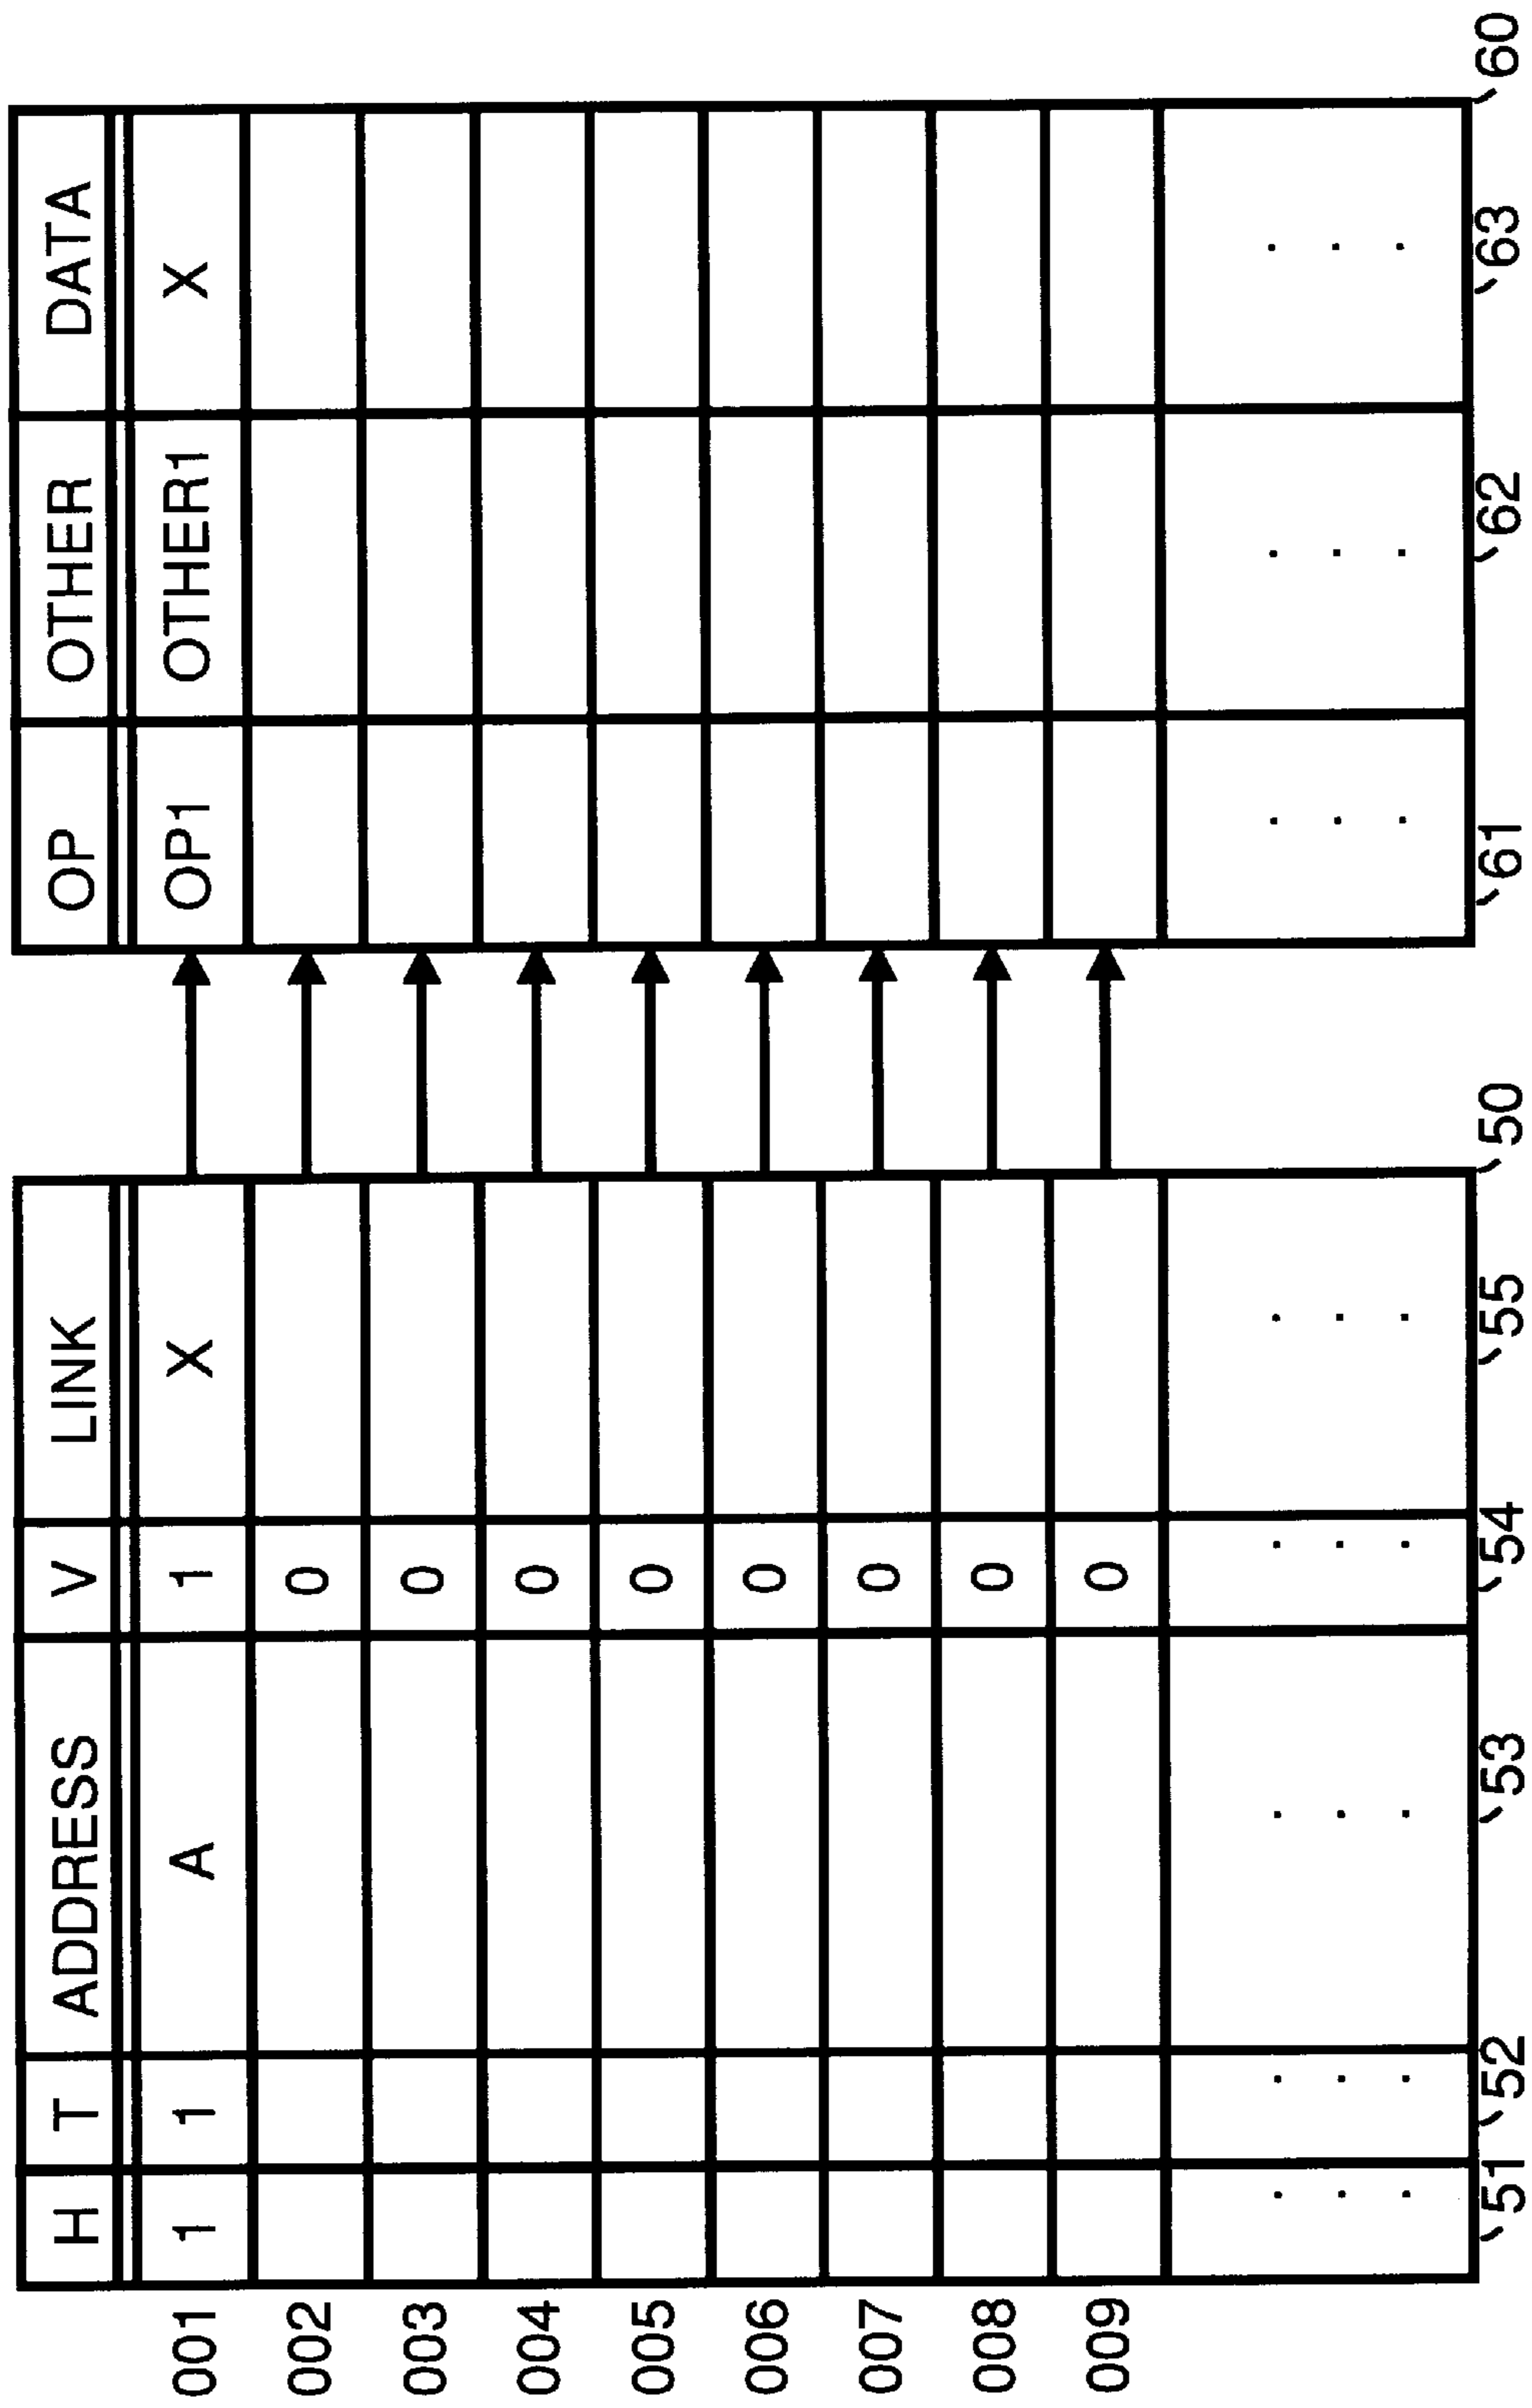 H T ADDRESS V LINK OP OTHER DATA
001 1 1 A 1 X OP1 OTHER1 X
002 0
003 0
004 0
005 0
006 0
007 0
008 0
009 0
51 52 53 54 55 50 61 62 63 60